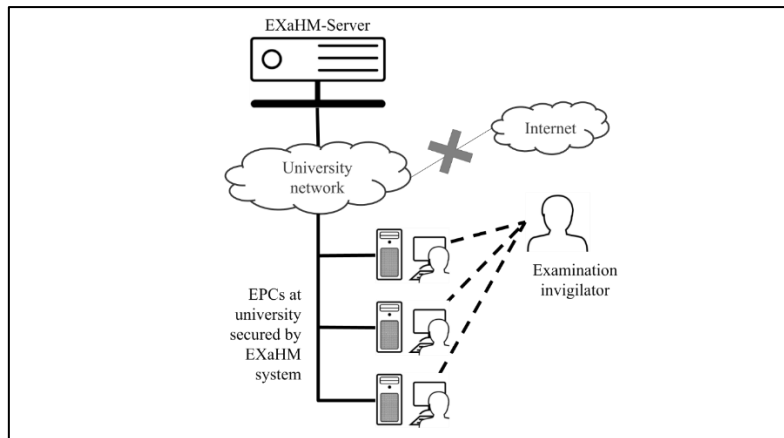 EXaHM-Server
Internet
University
network
Examination
invigilator
EPCs at
university
secured by
EXaHM
system